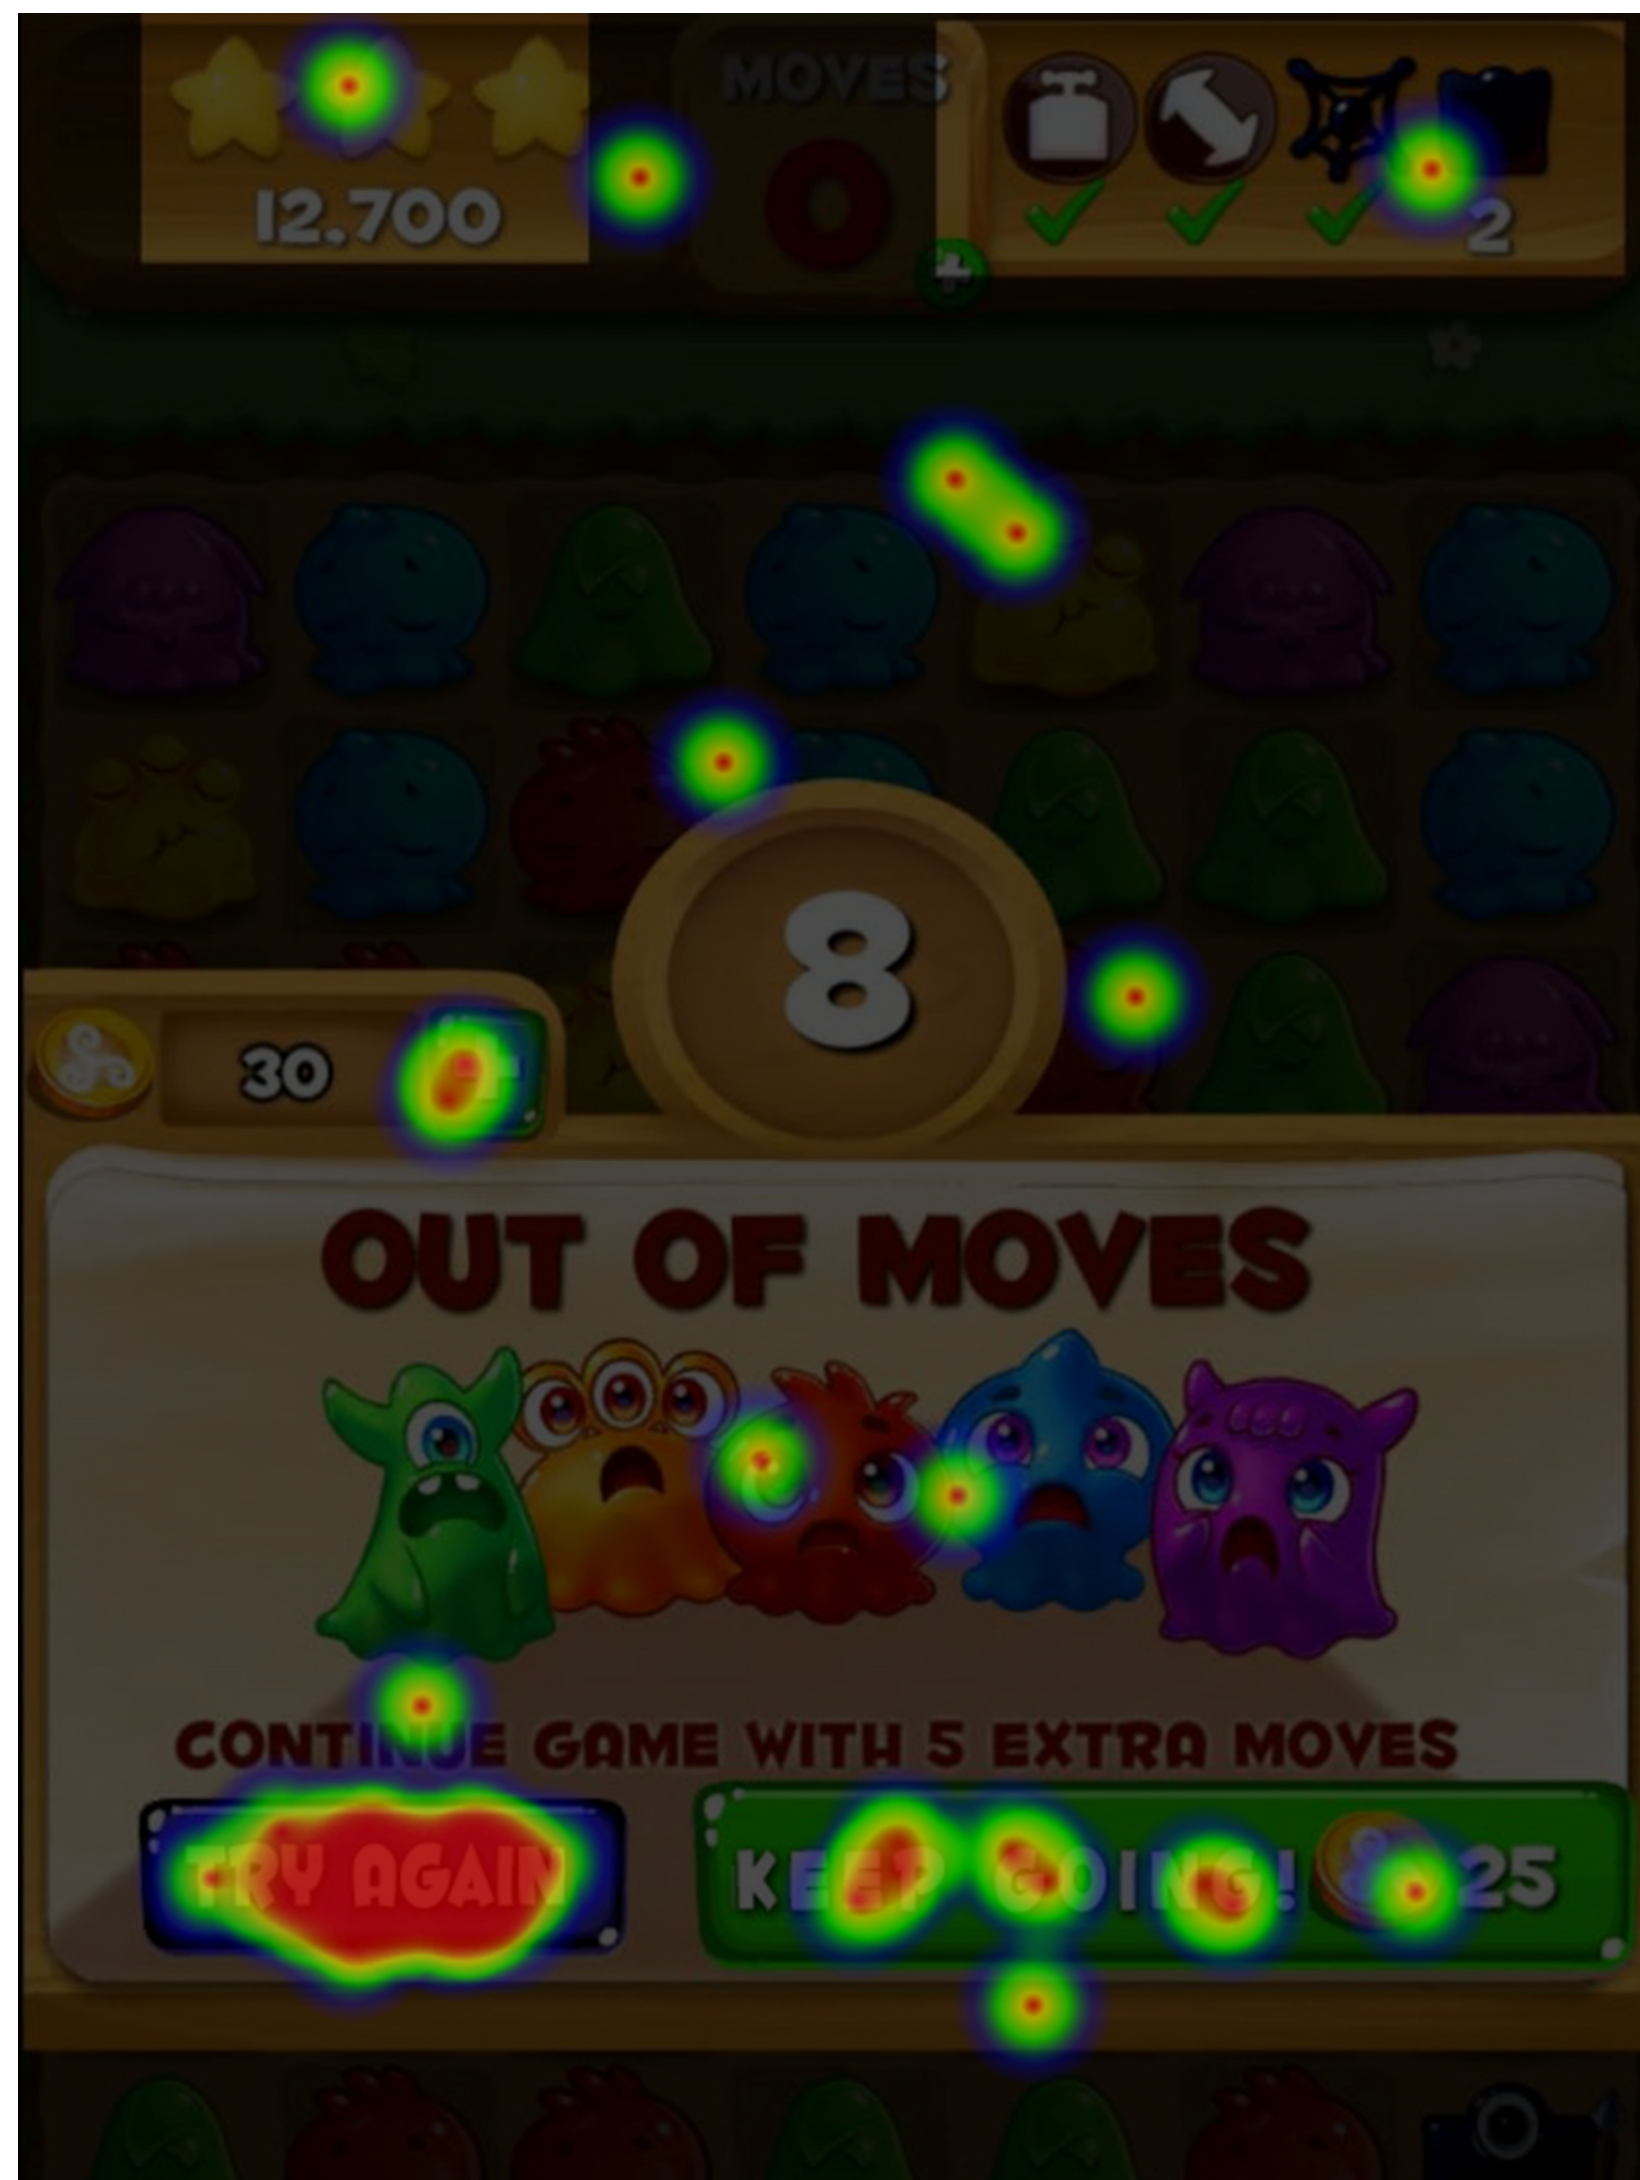 MOVES
12.700
0
2
8
30
OUT OF MOVES
CONTINUE GAME WITH 5 EXTRA MOVES
TRY AGAIN
KEEP GOING! 25